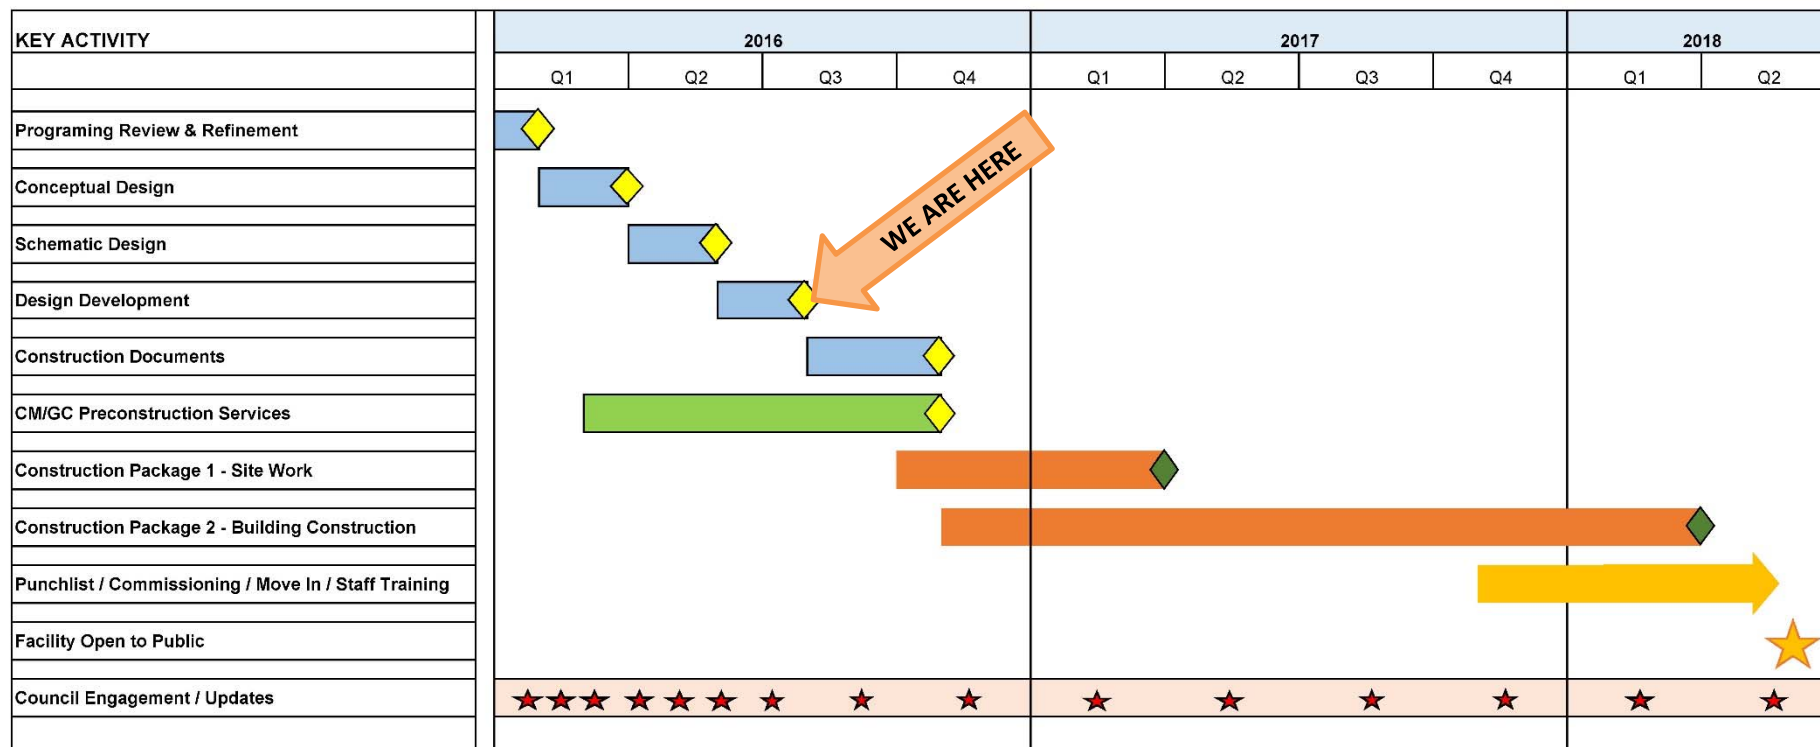 KEY ACTIVITY 2016 2017 2018
Q1 Q2 Q3 Q4 Q1 Q2 Q3 Q4 Q1 Q2
Programing Review & Refinement
WE ARE HERE
Conceptual Design
Schematic Design
Design Development
Construction Documents
CM/GC Preconstruction Services
Construction Package 1 - Site Work
Construction Package 2 - Building Construction
Punchlist / Commissioning / Move In / Staff Training
Facility Open to Public
Council Engagement / Updates